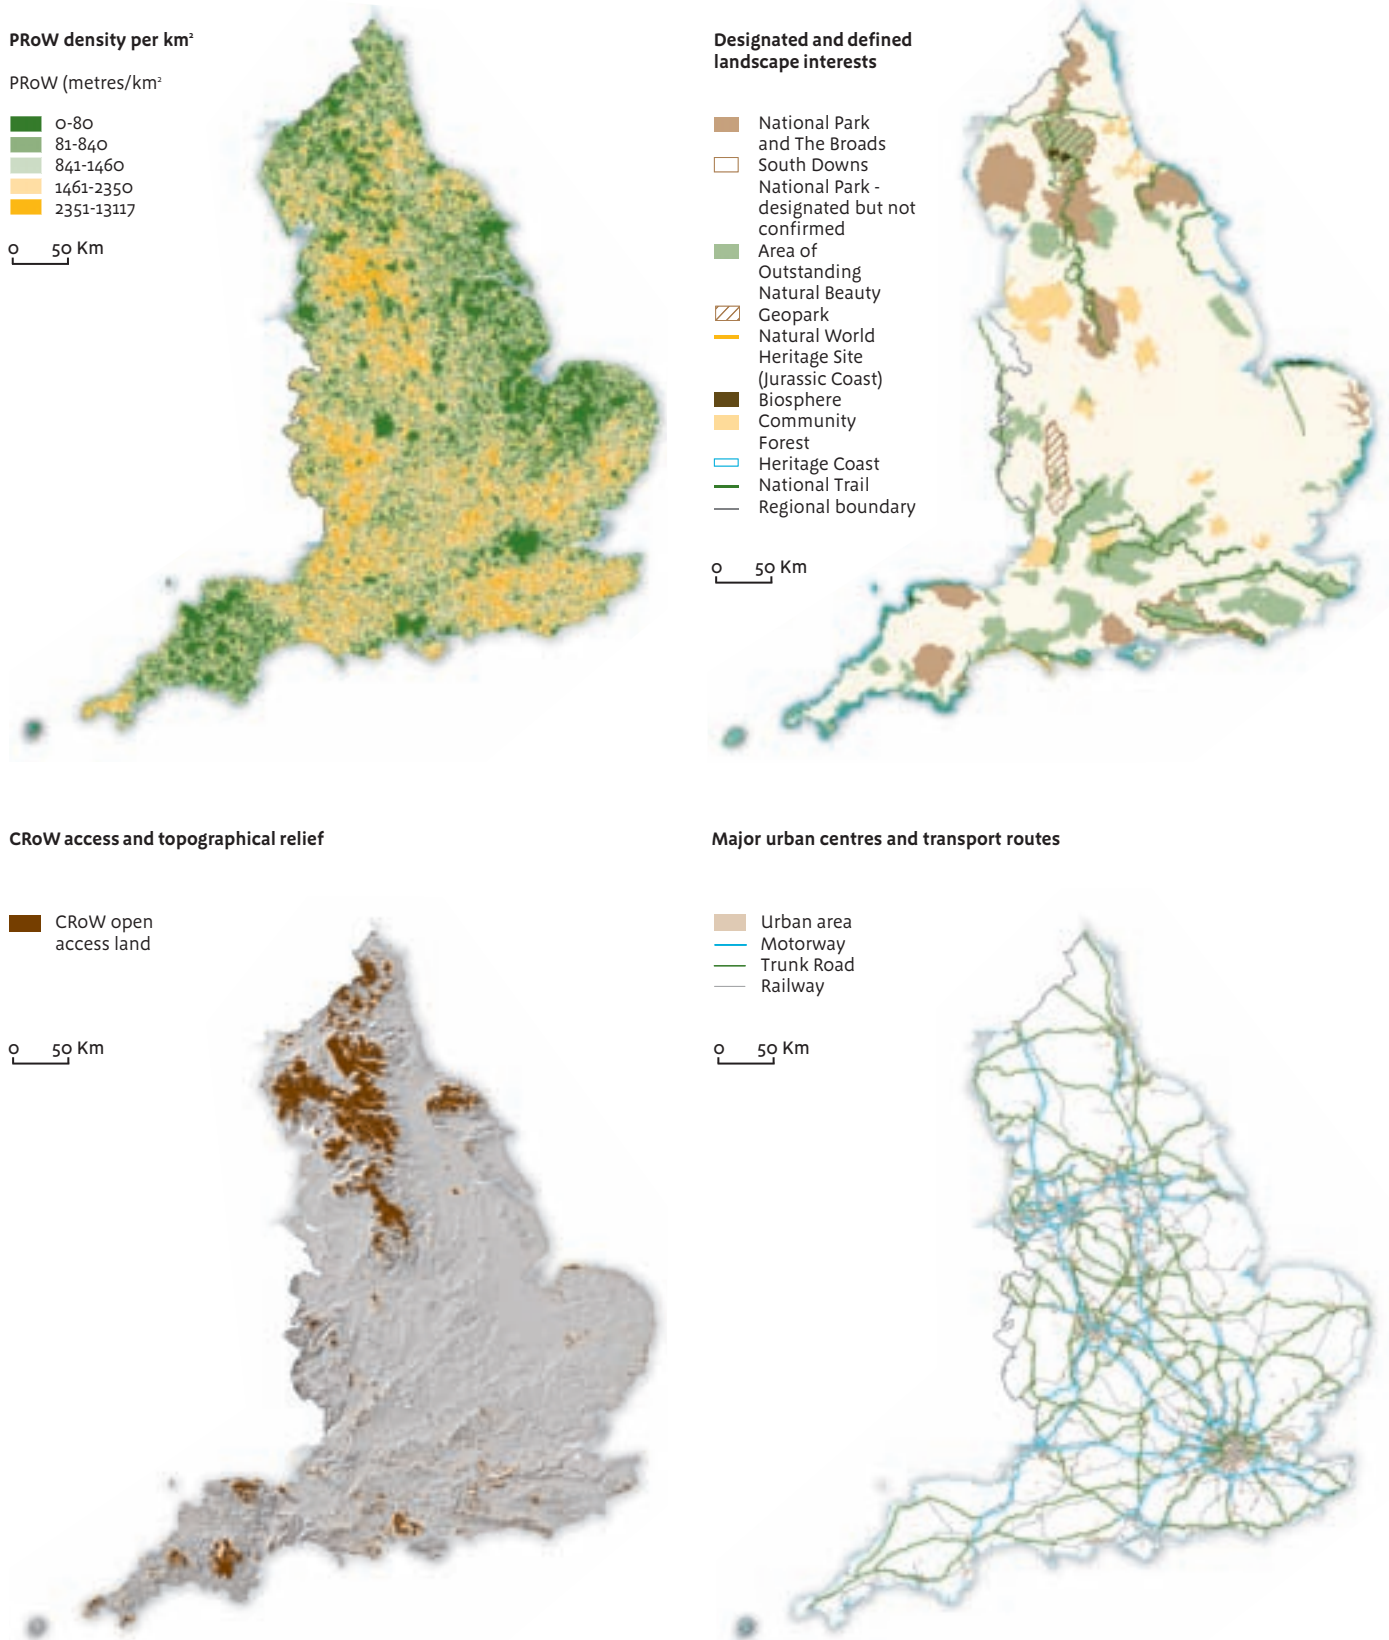 PRoW density per km²
PRoW (metres/km²
0-80
81-840
841-1460
1461-2350
2351-13117
0 50 Km
Designated and defined
landscape interests
National Park
and The Broads
South Downs
National Park -
designated but not
confirmed
Area of
Outstanding
Natural Beauty
Geopark
Natural World
Heritage Site
(Jurassic Coast)
Biosphere
Community
Forest
Heritage Coast
National Trail
Regional boundary
0 50 Km
CRoW access and topographical relief
CRoW open
access land
0 50 Km
Major urban centres and transport routes
Urban area
Motorway
Trunk Road
Railway
0 50 Km